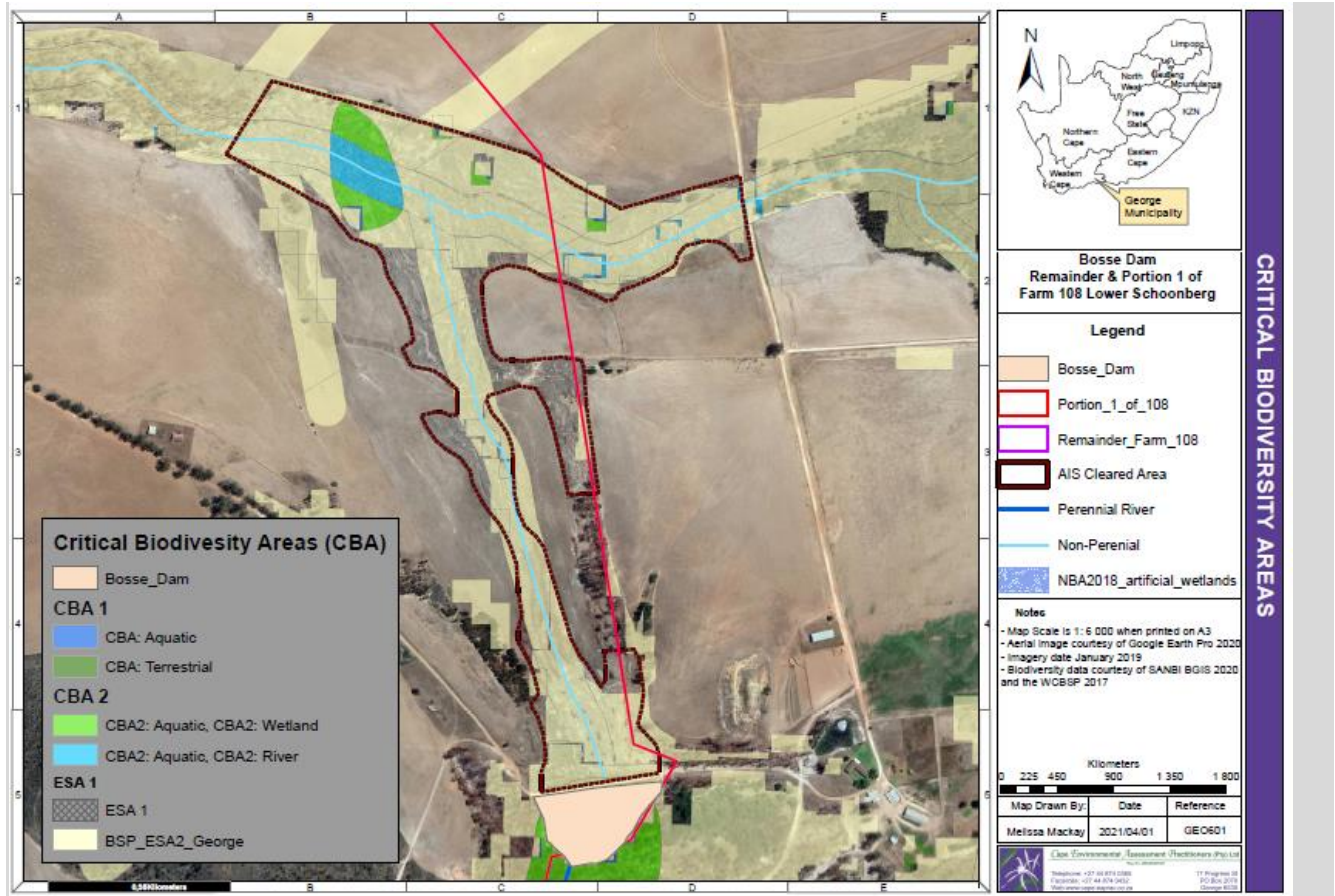 A B C D E
1 1
2 2
3 3
4 4
5 5
A B C D E
Critical Biodivesity Areas (CBA)
Bosse_Dam
CBA 1
CBA: Aquatic
CBA: Terrestrial
CBA 2
CBA2: Aquatic, CBA2: Wetland
CBA2: Aquatic, CBA2: River
ESA 1
ESA 1
BSP_ESA2_George
N
Limpopo
North West
Gauteng
Mpumulanga
Free State
KZN
Northern Cape
Eastern Cape
Western Cape
George Municipality
Bosse Dam
Remainder & Portion 1 of
Farm 108 Lower Schoonberg
Legend
Bosse_Dam
Portion_1_of_108
Remainder_Farm_108
AIS Cleared Area
Perennial River
Non-Perenial
NBA2018_artificial_wetlands
Notes
- Map Scale is 1: 6 000 when printed on A3
- Aerial image courtesy of Google Earth Pro 2020
- Imagery date January 2019
- Biodiversity data courtesy of SANBI BGIS 2020
and the WCBSP 2017
Kilometers
0 225 450 900 1 350 1 800
Map Drawn By: Date Reference
Melissa Mackay 2021/04/01 GEO601
Cape Environmental Assessment Practitioners (Pty) Ltd
CRITICAL BIODIVERSITY AREAS